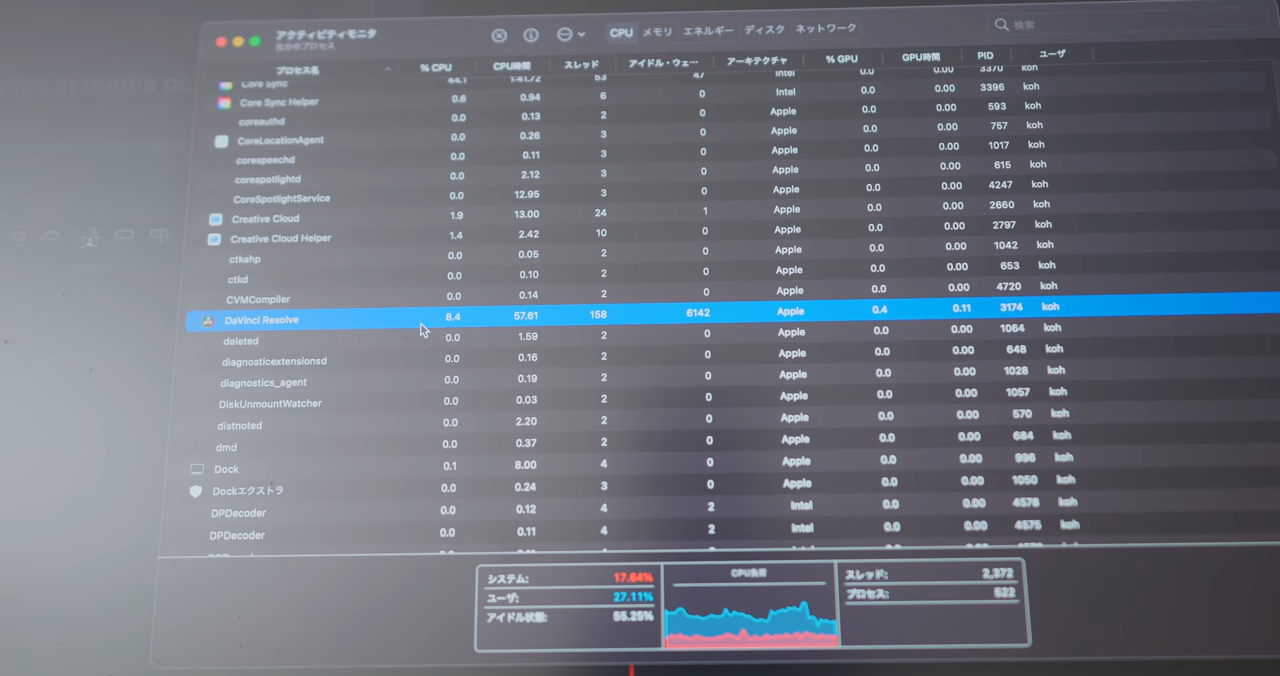 アクティビティモニタ
自分のプロセス
CPU メモリ エネルギー ディスク ネットワーク
検索
プロセス名 % CPU CPU時間 スレッド アイドル・ウェ… アーキテクチャ % GPU GPU時間 PID ユーザ
Core Sync 44.1 1:41.72 53 47 Intel 0.0 0.00 3370 koh
Core Sync Helper 0.6 0.94 6 0 Intel 0.0 0.00 3396 koh
coreauthd 0.0 0.13 2 0 Apple 0.0 0.00 593 koh
CoreLocationAgent 0.0 0.26 3 0 Apple 0.0 0.00 757 koh
corespeechd 0.0 0.11 3 0 Apple 0.0 0.00 1017 koh
corespotlightd 0.0 2.12 3 0 Apple 0.0 0.00 615 koh
CoreSpotlightService 0.0 12.95 3 0 Apple 0.0 0.00 4247 koh
Creative Cloud 1.9 13.00 24 1 Apple 0.0 0.00 2660 koh
Creative Cloud Helper 1.4 2.42 10 0 Apple 0.0 0.00 2797 koh
ctkahp 0.0 0.05 2 0 Apple 0.0 0.00 1042 koh
ctkd 0.0 0.10 2 0 Apple 0.0 0.00 653 koh
CVMCompiler 0.0 0.14 2 0 Apple 0.0 0.00 4720 koh
DaVinci Resolve 8.4 57.61 158 6142 Apple 0.4 0.11 3174 koh
deleted 0.0 1.59 2 0 Apple 0.0 0.00 1064 koh
diagnosticextensionsd 0.0 0.16 2 0 Apple 0.0 0.00 648 koh
diagnostics_agent 0.0 0.19 2 0 Apple 0.0 0.00 1028 koh
DiskUnmountWatcher 0.0 0.03 2 0 Apple 0.0 0.00 1057 koh
distnoted 0.0 2.20 2 0 Apple 0.0 0.00 570 koh
dmd 0.0 0.37 2 0 Apple 0.0 0.00 684 koh
Dock 0.1 8.00 4 0 Apple 0.0 0.00 996 koh
Dockエクストラ 0.0 0.24 3 0 Apple 0.0 0.00 1050 koh
DPDecoder 0.0 0.12 4 2 Intel 0.0 0.00 4578 koh
DPDecoder 0.0 0.11 4 2 Intel 0.0 0.00 4575 koh
システム: 17.64%
ユーザ: 27.11%
アイドル状態: 55.25%
CPU負荷
スレッド: 2,372
プロセス: 522